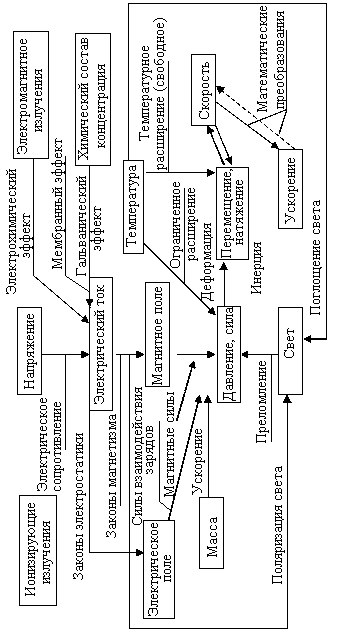 Ионизирующие
излучения
Напряжение
Электромагнитное
излучения
Электрическое
сопротивление
Электрохимический
эффект
Мембранный эффект
Химический состав
концентрация
Гальванический
эффект
Законы электростатики
Электрический ток
Законы магнетизма
Температура
Температурное
расширение (свободное)
Силы взаимодействия
зарядов
Электрическое
поле
Магнитное поле
Магнитные силы
Ограниченное
расширение
Деформация
Скорость
Масса
Ускорение
Давление, сила
Перемещение,
натяжение
Инерция
Математические
преобразования
Ускорение
Преломление
Свет
Поляризация света
Поглощение света